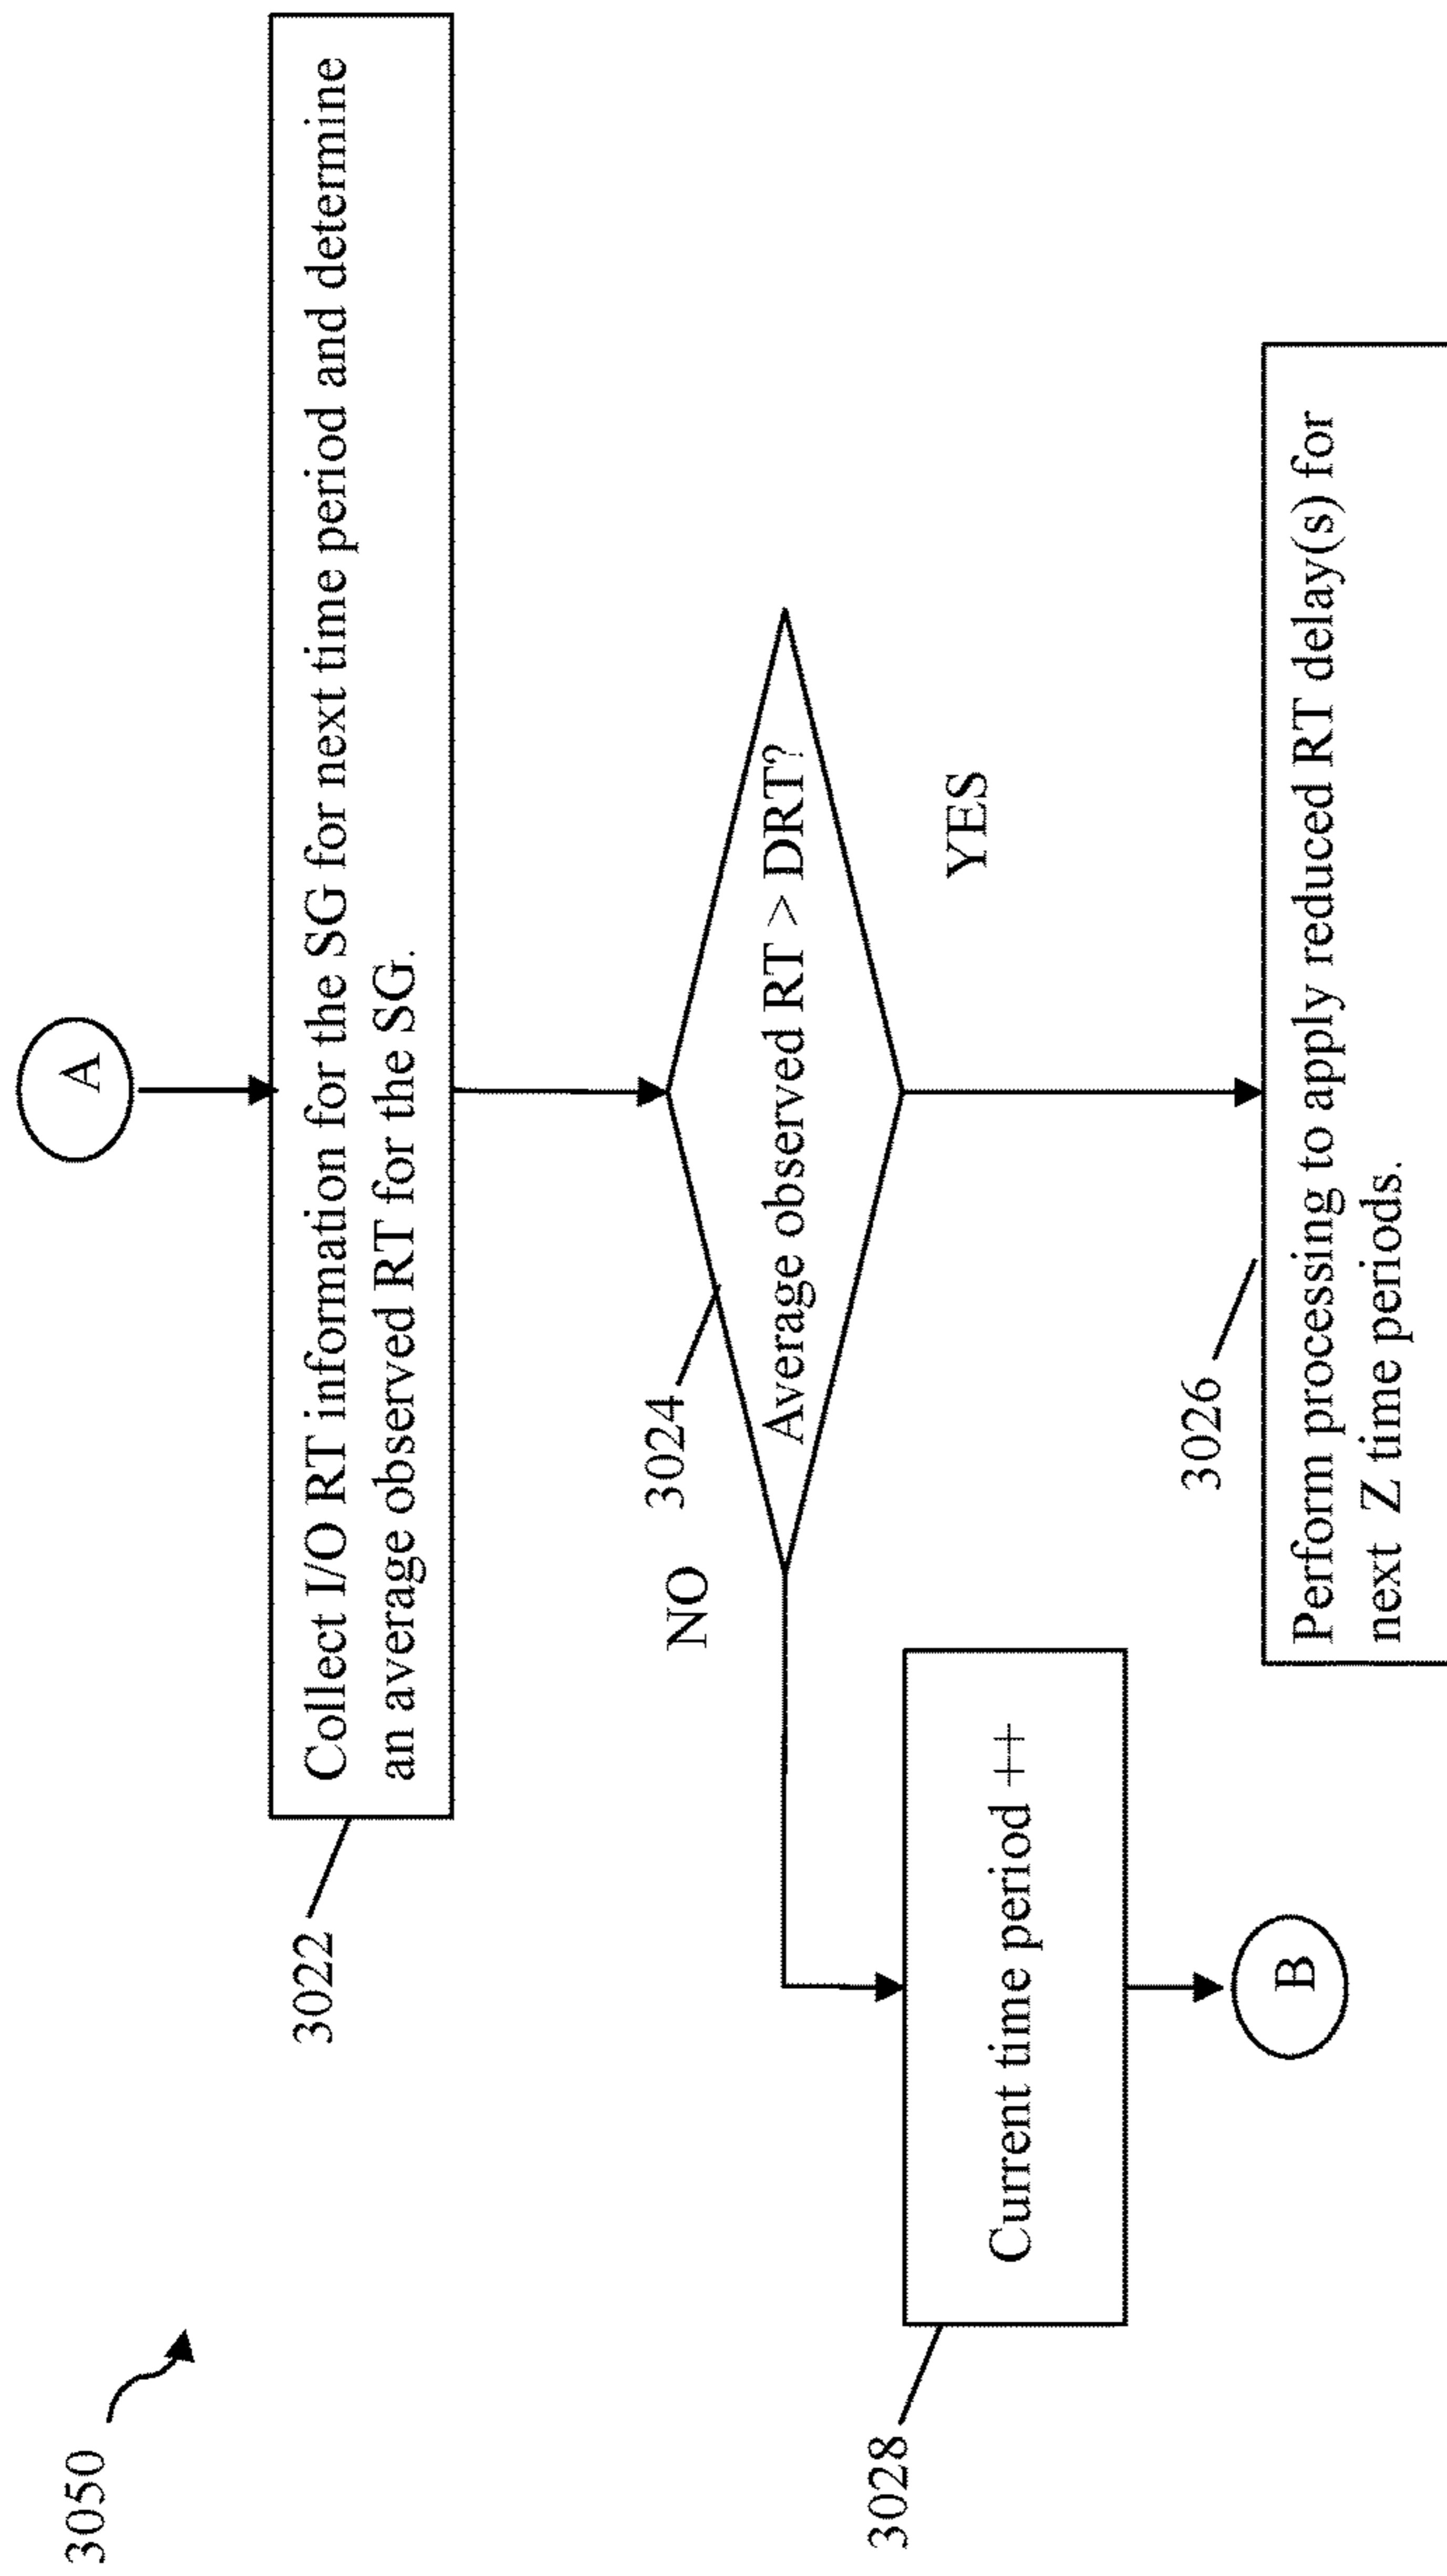 3050
A
3022
Collect I/O RT information for the SG for next time period and determine
an average observed RT for the SG.
3024
Average observed RT > DRT?
NO
YES
3028
Current time period ++
3026
Perform processing to apply reduced RT delay(s) for
next Z time periods.
B